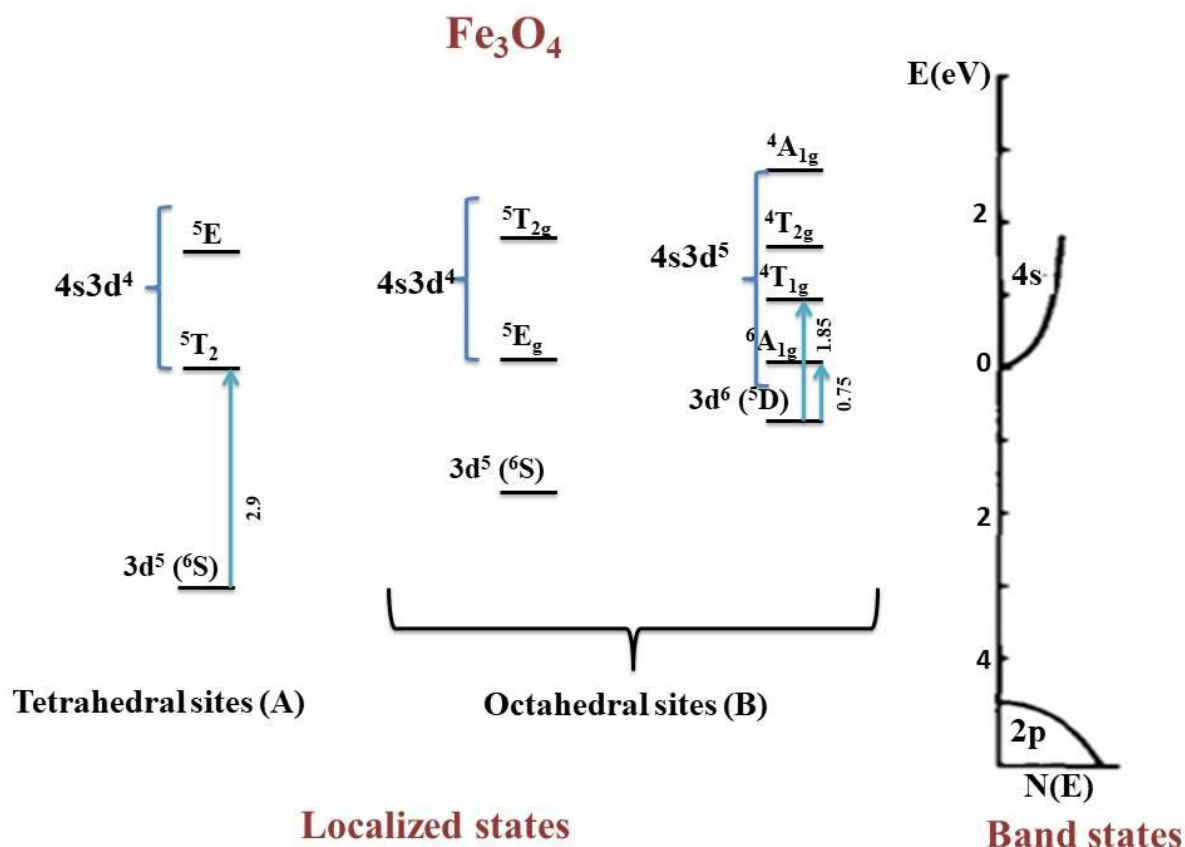 Fe₃O₄
E(eV)
⁴A₁g
2
⁵T₂g
⁴T₂g
⁵E
4s3d⁵
4s3d⁴
4s3d⁴
⁴T₁g
4s
⁵T₂
⁵Eg
⁶A₁g
1.85
0
3d⁶ (⁵D)
0.75
3d⁵ (⁶S)
2.9
2
3d⁵ (⁶S)
4
Tetrahedral sites (A)
Octahedral sites (B)
2p
N(E)
Localized states
Band states